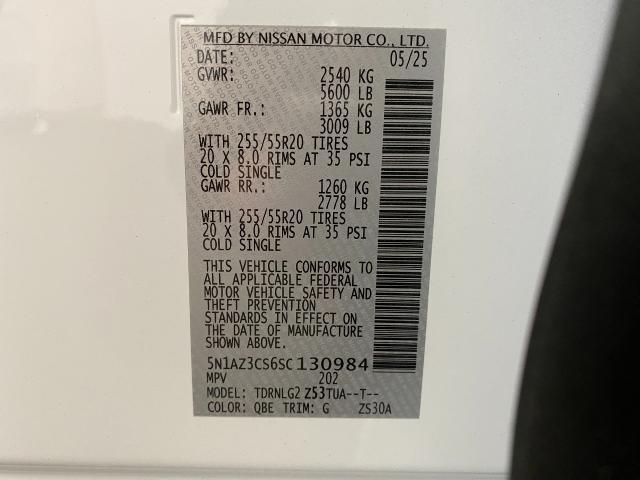 MFD BY NISSAN MOTOR CO., LTD.
DATE: 05/25
GVWR: 2540 KG
5600 LB
GAWR FR.: 1365 KG
3009 LB
WITH 255/55R20 TIRES
20 X 8.0 RIMS AT 35 PSI
COLD SINGLE
GAWR RR.: 1260 KG
2778 LB
WITH 255/55R20 TIRES
20 X 8.0 RIMS AT 35 PSI
COLD SINGLE
THIS VEHICLE CONFORMS TO
ALL APPLICABLE FEDERAL
MOTOR VEHICLE SAFETY AND
THEFT PREVENTION
STANDARDS IN EFFECT ON
THE DATE OF MANUFACTURE
SHOWN ABOVE.
5N1AZ3CS6SC130984
MPV 202
MODEL: TDRNLG2 Z53TUA--T--
COLOR: QBE TRIM: G ZS30A